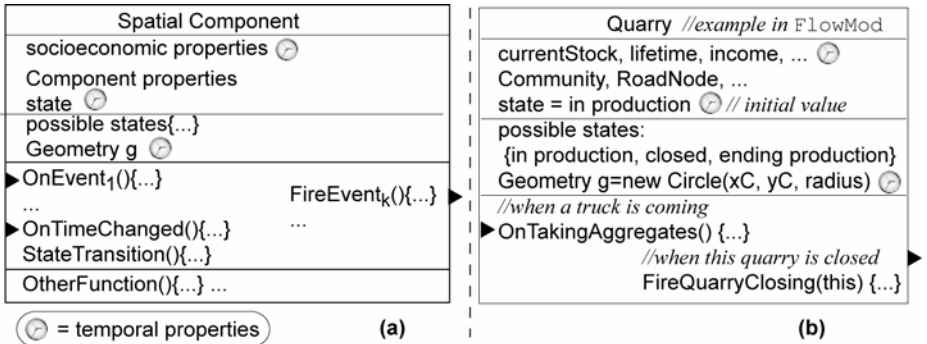 Spatial Component
socioeconomic properties
Component properties
state
possible states{...}
Geometry g
OnEvent1(){...}
FireEventk(){...}
...
...
OnTimeChanged(){...}
StateTransition(){...}
OtherFunction(){...} ...
= temporal properties
(a)
Quarry //example in FlowMod
currentStock, lifetime, income, ...
Community, RoadNode, ...
state = in production // initial value
possible states:
{in production, closed, ending production}
Geometry g=new Circle(xC, yC, radius)
//when a truck is coming
OnTakingAggregates() {...}
//when this quarry is closed
FireQuarryClosing(this) {...}
(b)